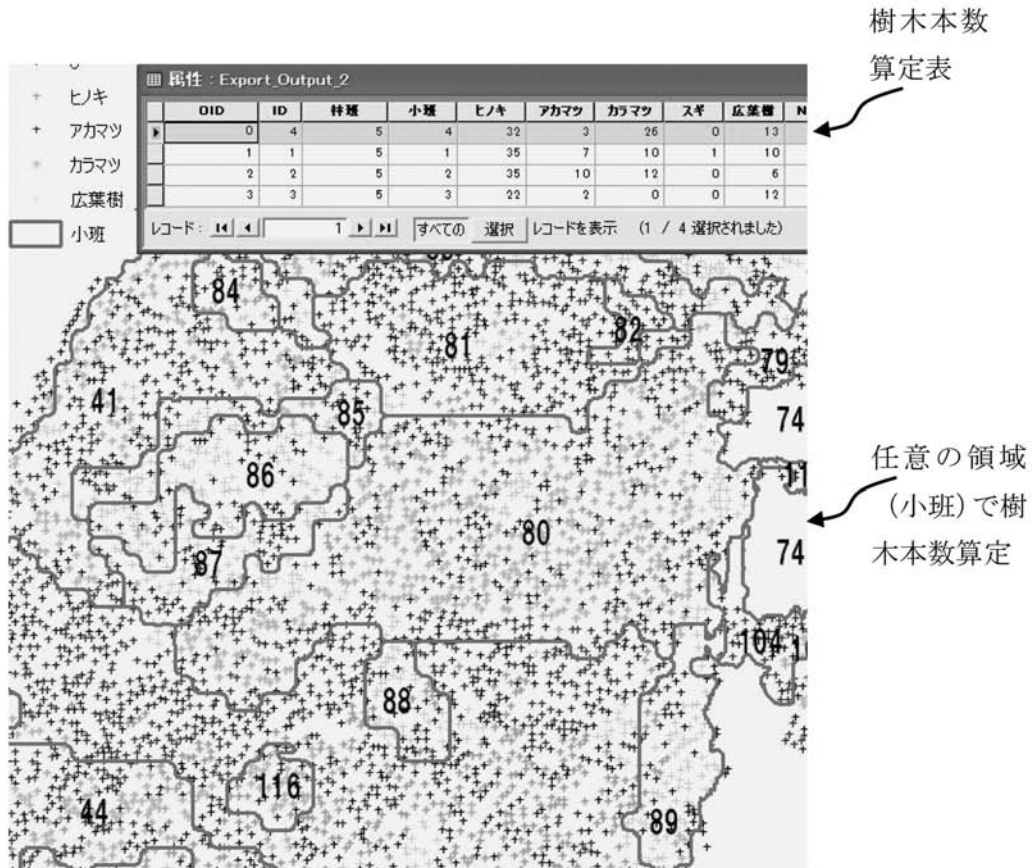 樹木本数
算定表
属性 : Export_Output_2
OID ID 林班 小班 ヒノキ アカマツ カラマツ スギ 広葉樹 N
0 4 5 4 32 3 26 0 13
1 1 5 1 35 7 10 1 10
2 2 5 2 35 10 12 0 6
3 3 5 3 22 2 0 0 12
レコード: 1 すべての 選択 レコードを表示 (1 / 4 選択されました)
ヒノキ
アカマツ
カラマツ
広葉樹
小班
84
81
82
79
41
85
74
86
80
87
74
104
88
116
44
89
任意の領域
(小班)で樹
木本数算定